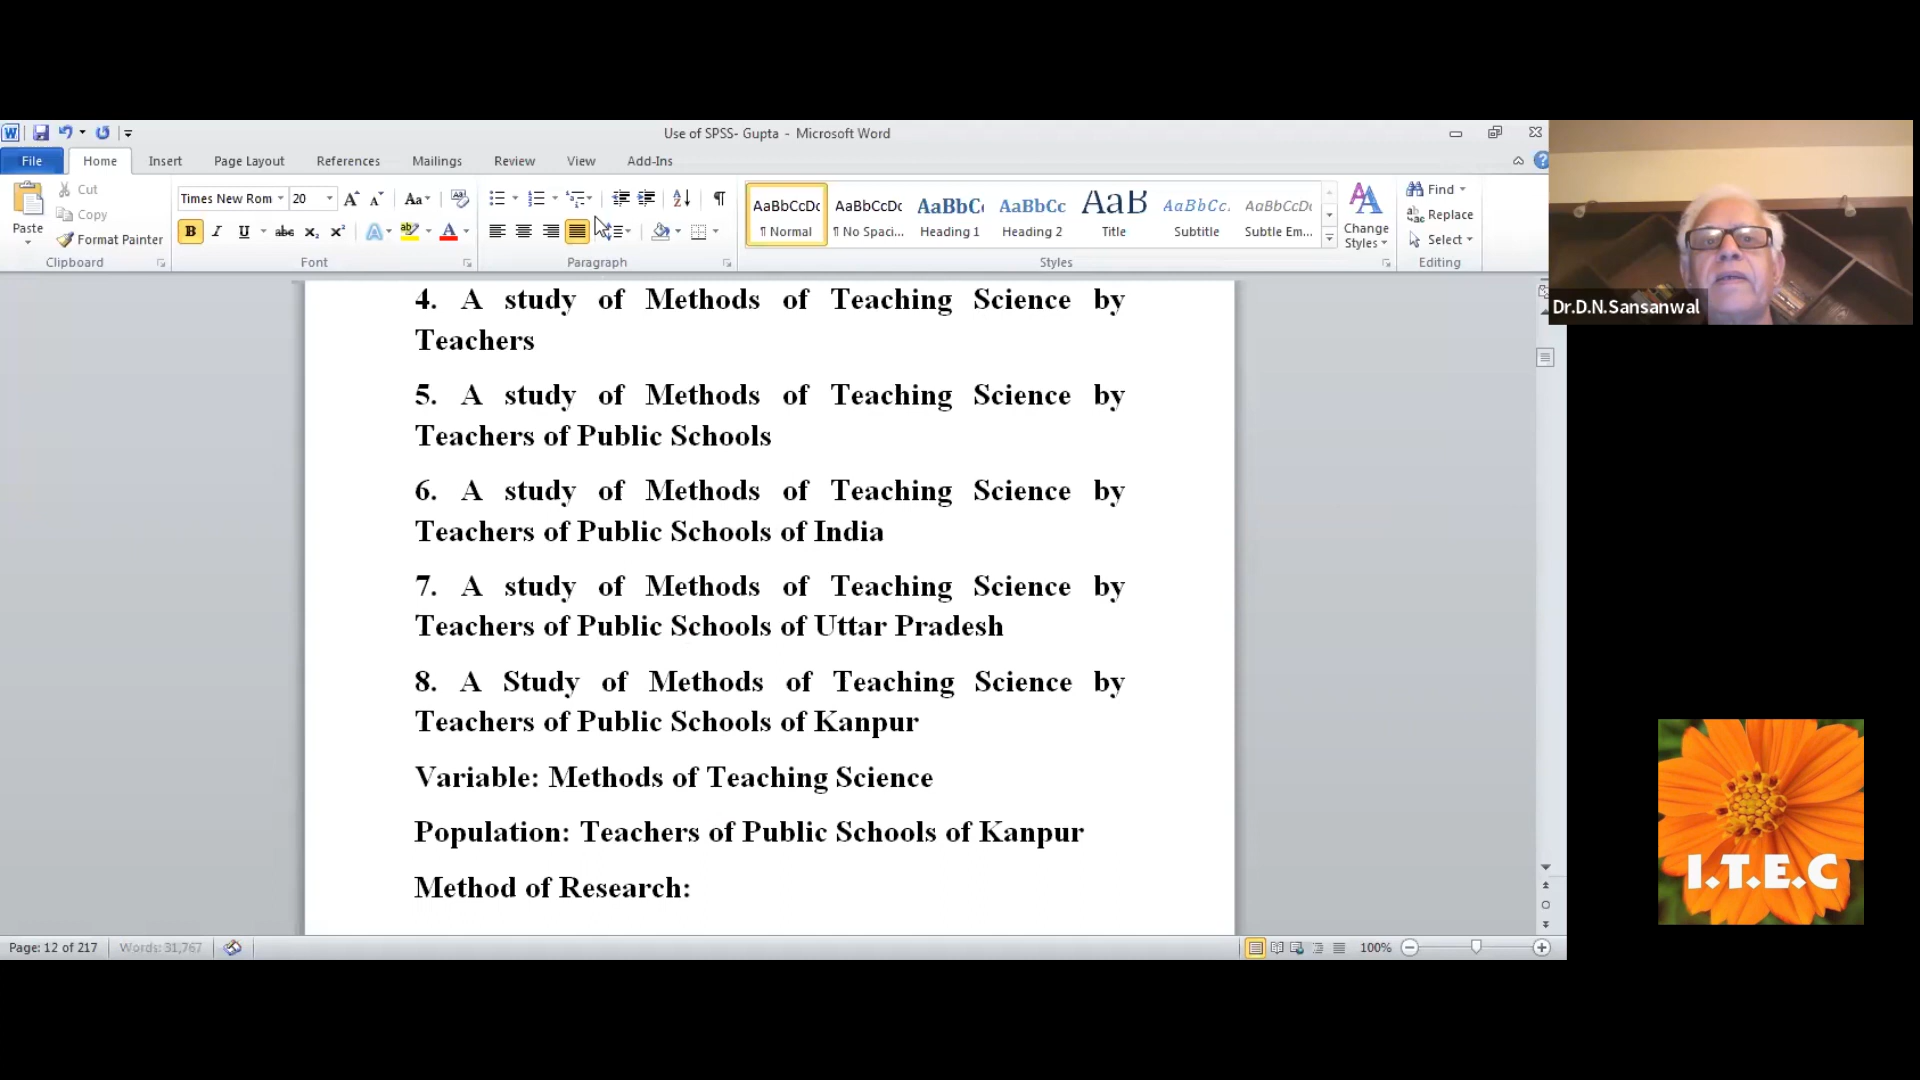 Use of SPSS- Gupta - Microsoft Word
File Home Insert Page Layout References Mailings Review View Add-Ins
Paste
Cut
Copy
Format Painter
Clipboard
Times New Rom 20
Font
Paragraph
AaBbCcDc AaBbCcDc AaBbC AaBbCc AaB AaBbCc. AaBbCcDc
¶ Normal ¶ No Spaci... Heading 1 Heading 2 Title Subtitle Subtle Em...
Styles
Change
Styles
Find
Replace
Select
Editing
4. A study of Methods of Teaching Science by
Teachers
5. A study of Methods of Teaching Science by
Teachers of Public Schools
6. A study of Methods of Teaching Science by
Teachers of Public Schools of India
7. A study of Methods of Teaching Science by
Teachers of Public Schools of Uttar Pradesh
8. A Study of Methods of Teaching Science by
Teachers of Public Schools of Kanpur
Variable: Methods of Teaching Science
Population: Teachers of Public Schools of Kanpur
Method of Research:
Page: 12 of 217 Words: 31,767
100%
Dr.D.N.Sansanwal
I.T.E.C